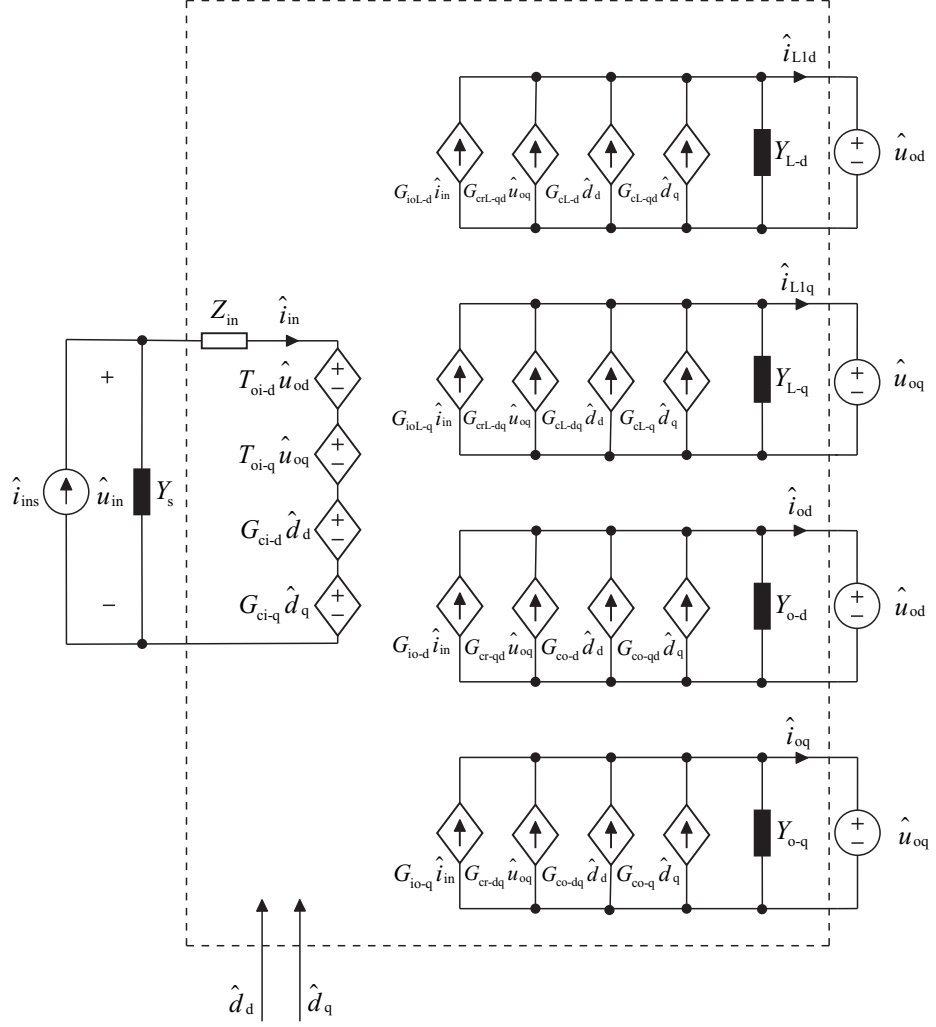 î_L1d
G_ioL-d î_in G_crL-qd û_oq G_cL-d d̂_d G_cL-qd d̂_q Y_L-d + − û_od
î_L1q
G_ioL-q î_in G_crL-dq û_oq G_cL-dq d̂_d G_cL-q d̂_q Y_L-q + − û_oq
Z_in î_in
T_oi-d û_od + −
T_oi-q û_oq + −
G_ci-d d̂_d + −
G_ci-q d̂_q + −
î_ins + û_in − Y_s
î_od
G_io-d î_in G_cr-qd û_oq G_co-d d̂_d G_co-qd d̂_q Y_o-d + − û_od
î_oq
G_io-q î_in G_cr-dq û_oq G_co-dq d̂_d G_co-q d̂_q Y_o-q + − û_oq
d̂_d d̂_q